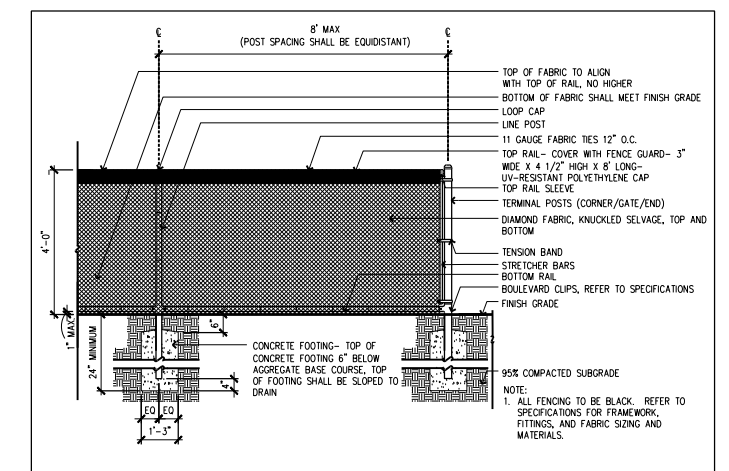 ℄
8' MAX
(POST SPACING SHALL BE EQUIDISTANT)
℄
TOP OF FABRIC TO ALIGN
WITH TOP OF RAIL, NO HIGHER
BOTTOM OF FABRIC SHALL MEET FINISH GRADE
LOOP CAP
LINE POST
11 GAUGE FABRIC TIES 12" O.C.
TOP RAIL- COVER WITH FENCE GUARD- 3"
WIDE X 4 1/2" HIGH X 8' LONG-
UV-RESISTANT POLYETHYLENE CAP
TOP RAIL SLEEVE
TERMINAL POSTS (CORNER/GATE/END)
DIAMOND FABRIC, KNUCKLED SELVAGE, TOP AND
BOTTOM
TENSION BAND
STRETCHER BARS
BOTTOM RAIL
BOULEVARD CLIPS, REFER TO SPECIFICATIONS
FINISH GRADE
4'-0"
1" MAX
24" MINIMUM
6"
4"
EQ EQ
1'-3"
CONCRETE FOOTING- TOP OF
CONCRETE FOOTING 6" BELOW
AGGREGATE BASE COURSE, TOP
OF FOOTING SHALL BE SLOPED TO
DRAIN
95% COMPACTED SUBGRADE
NOTE:
1. ALL FENCING TO BE BLACK. REFER TO
SPECIFICATIONS FOR FRAMEWORK,
FITTINGS, AND FABRIC SIZING AND
MATERIALS.